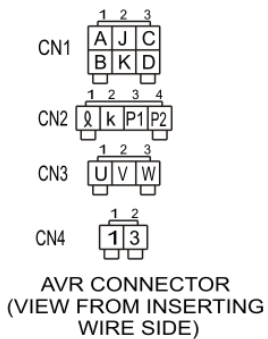 1 2 3
CN1
A J C
B K D
1 2 3 4
CN2
ℓ k P1 P2
1 2 3
CN3
U V W
1 2
CN4
1 3
AVR CONNECTOR
(VIEW FROM INSERTING
WIRE SIDE)